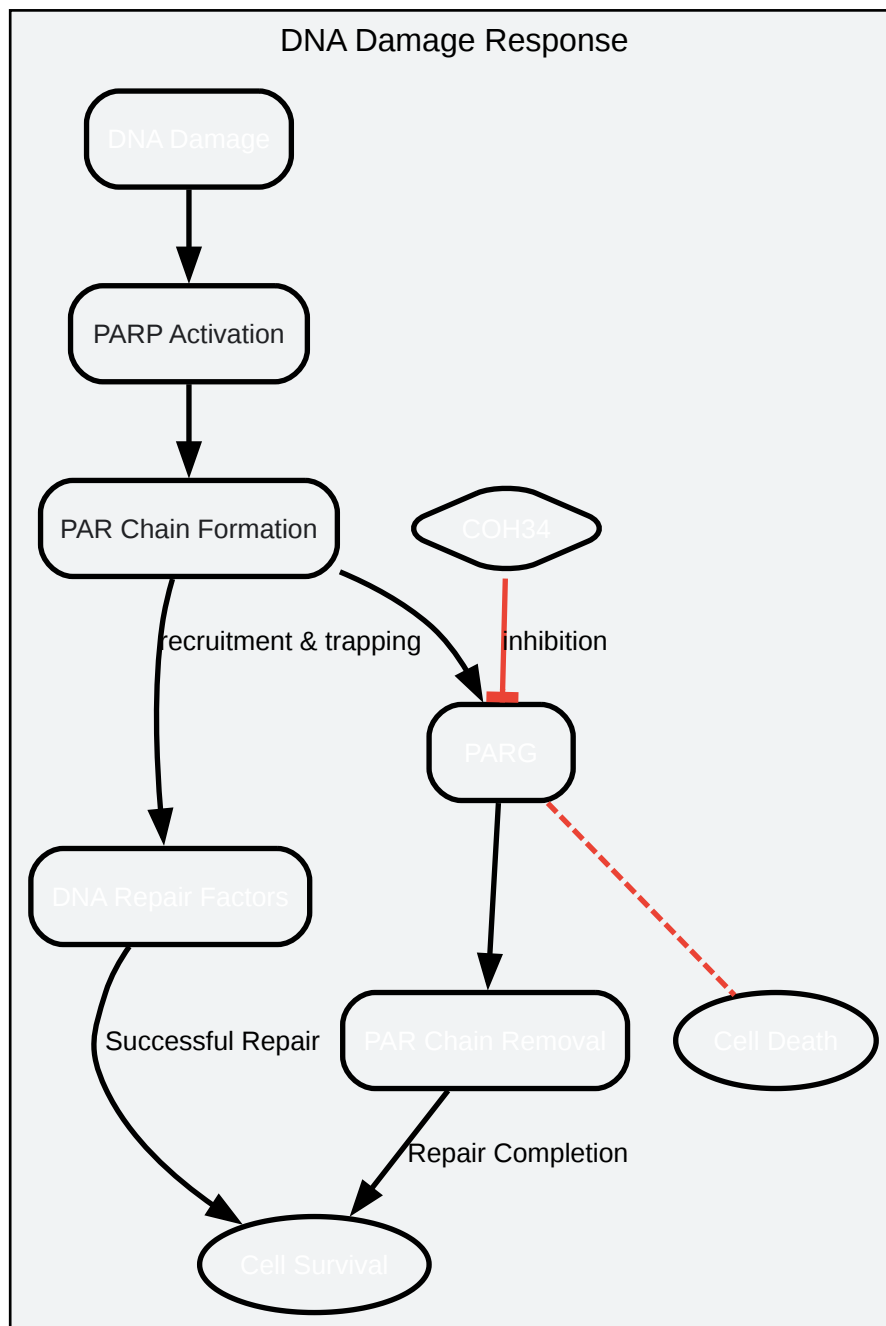 DNA Damage Response
DNA Damage
PARP Activation
PAR Chain Formation
COH34
recruitment & trapping
inhibition
PARG
DNA Repair Factors
Successful Repair
PAR Chain Removal
Cell Death
Repair Completion
Cell Survival